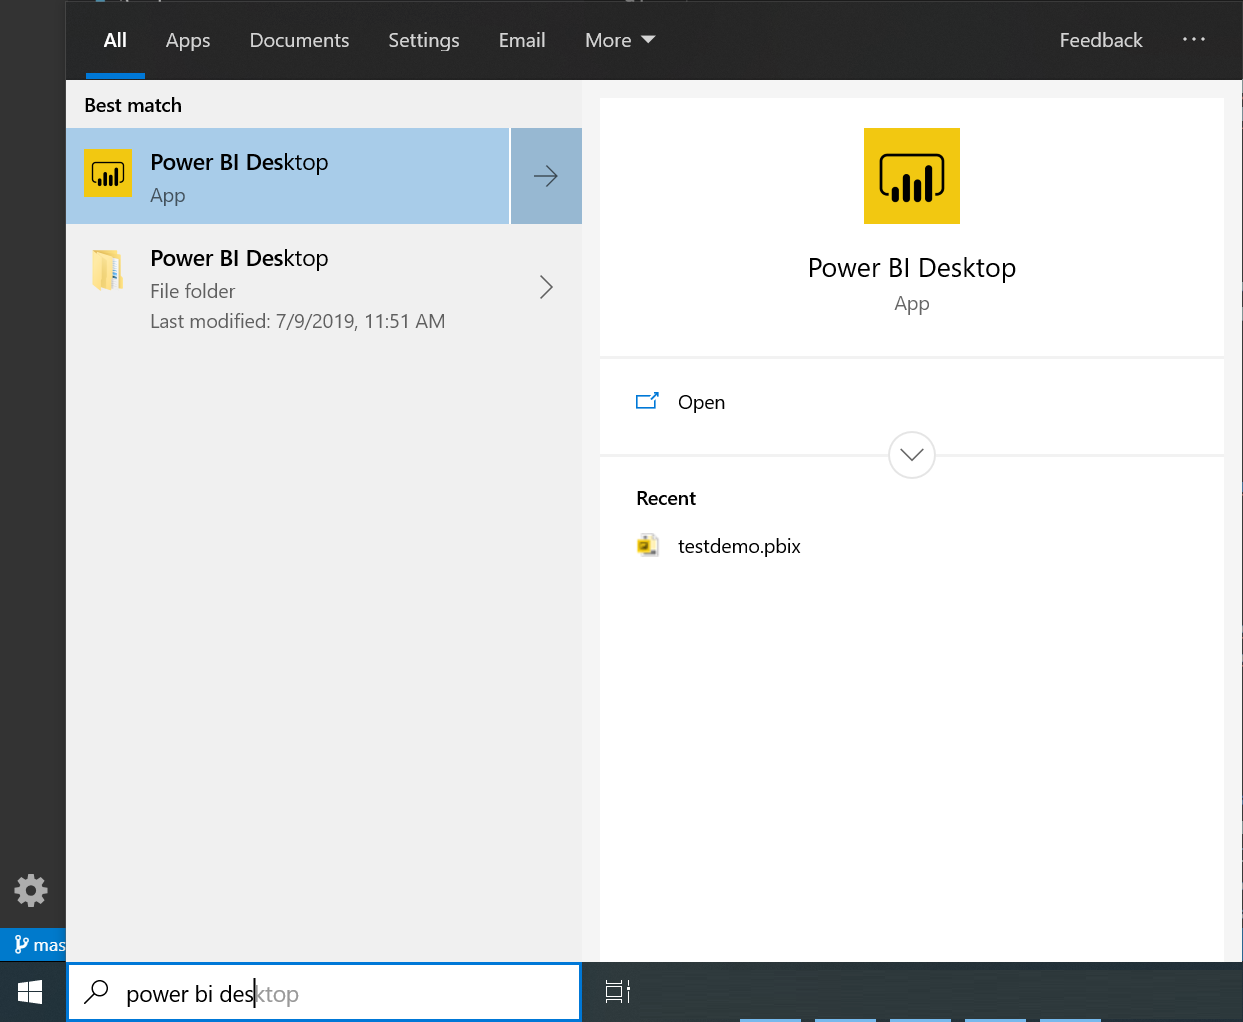 All Apps Documents Settings Email More Feedback ...
Best match
Power BI Desktop
App
Power BI Desktop
File folder
Last modified: 7/9/2019, 11:51 AM
Power BI Desktop
App
Open
Recent
testdemo.pbix
mas
power bi desktop